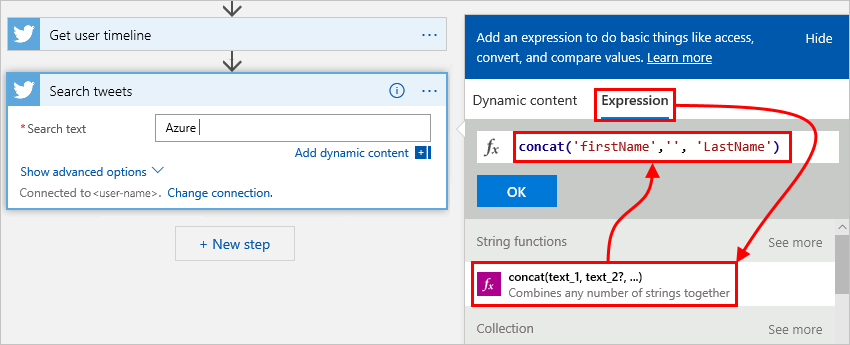 Get user timeline
...
Search tweets
...
* Search text
Azure
Add dynamic content
Show advanced options
Connected to <user-name>. Change connection.
+ New step
Add an expression to do basic things like access,
convert, and compare values. Learn more
Hide
Dynamic content
Expression
fx
concat('firstName','', 'LastName')
OK
String functions
See more
fx
concat(text_1, text_2?, ...)
Combines any number of strings together
Collection
See more